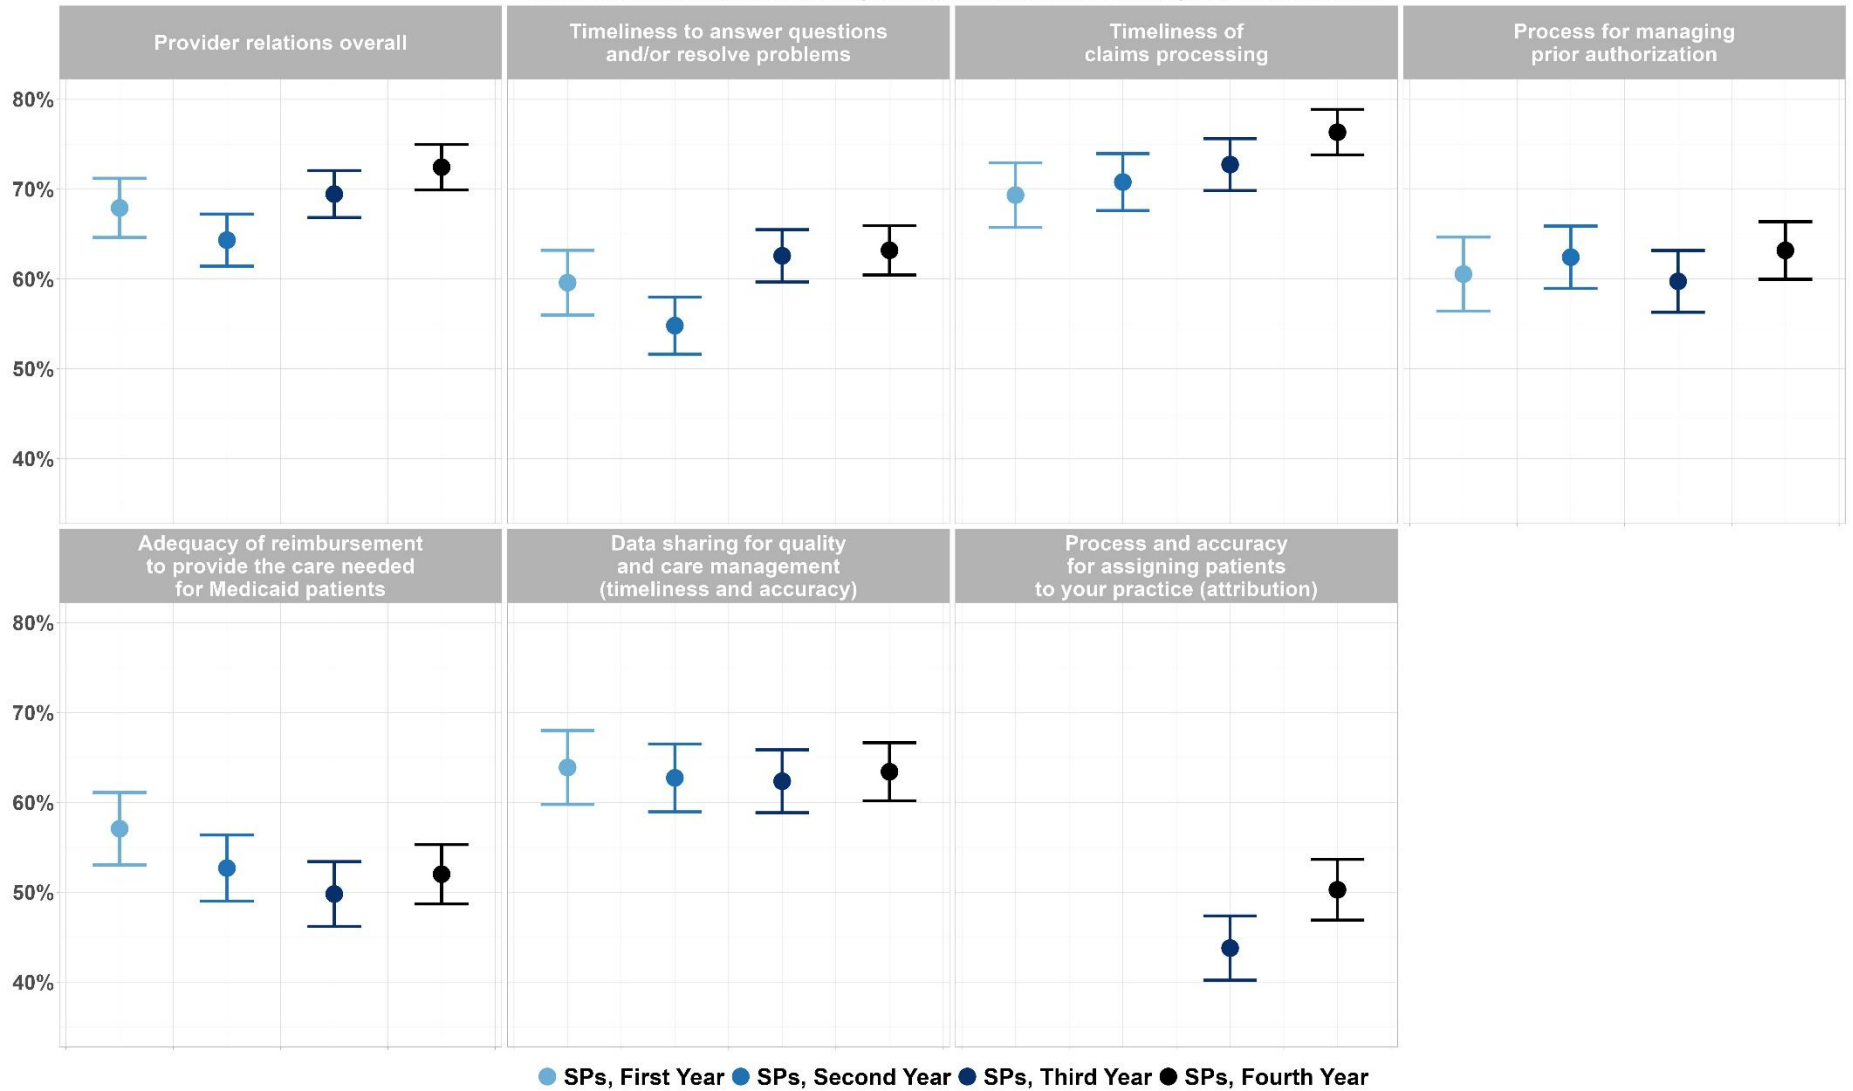 Provider relations overall
Timeliness to answer questions
and/or resolve problems
Timeliness of
claims processing
Process for managing
prior authorization
80%
70%
60%
50%
40%
Adequacy of reimbursement
to provide the care needed
for Medicaid patients
Data sharing for quality
and care management
(timeliness and accuracy)
Process and accuracy
for assigning patients
to your practice (attribution)
80%
70%
60%
50%
40%
SPs, First Year SPs, Second Year SPs, Third Year SPs, Fourth Year